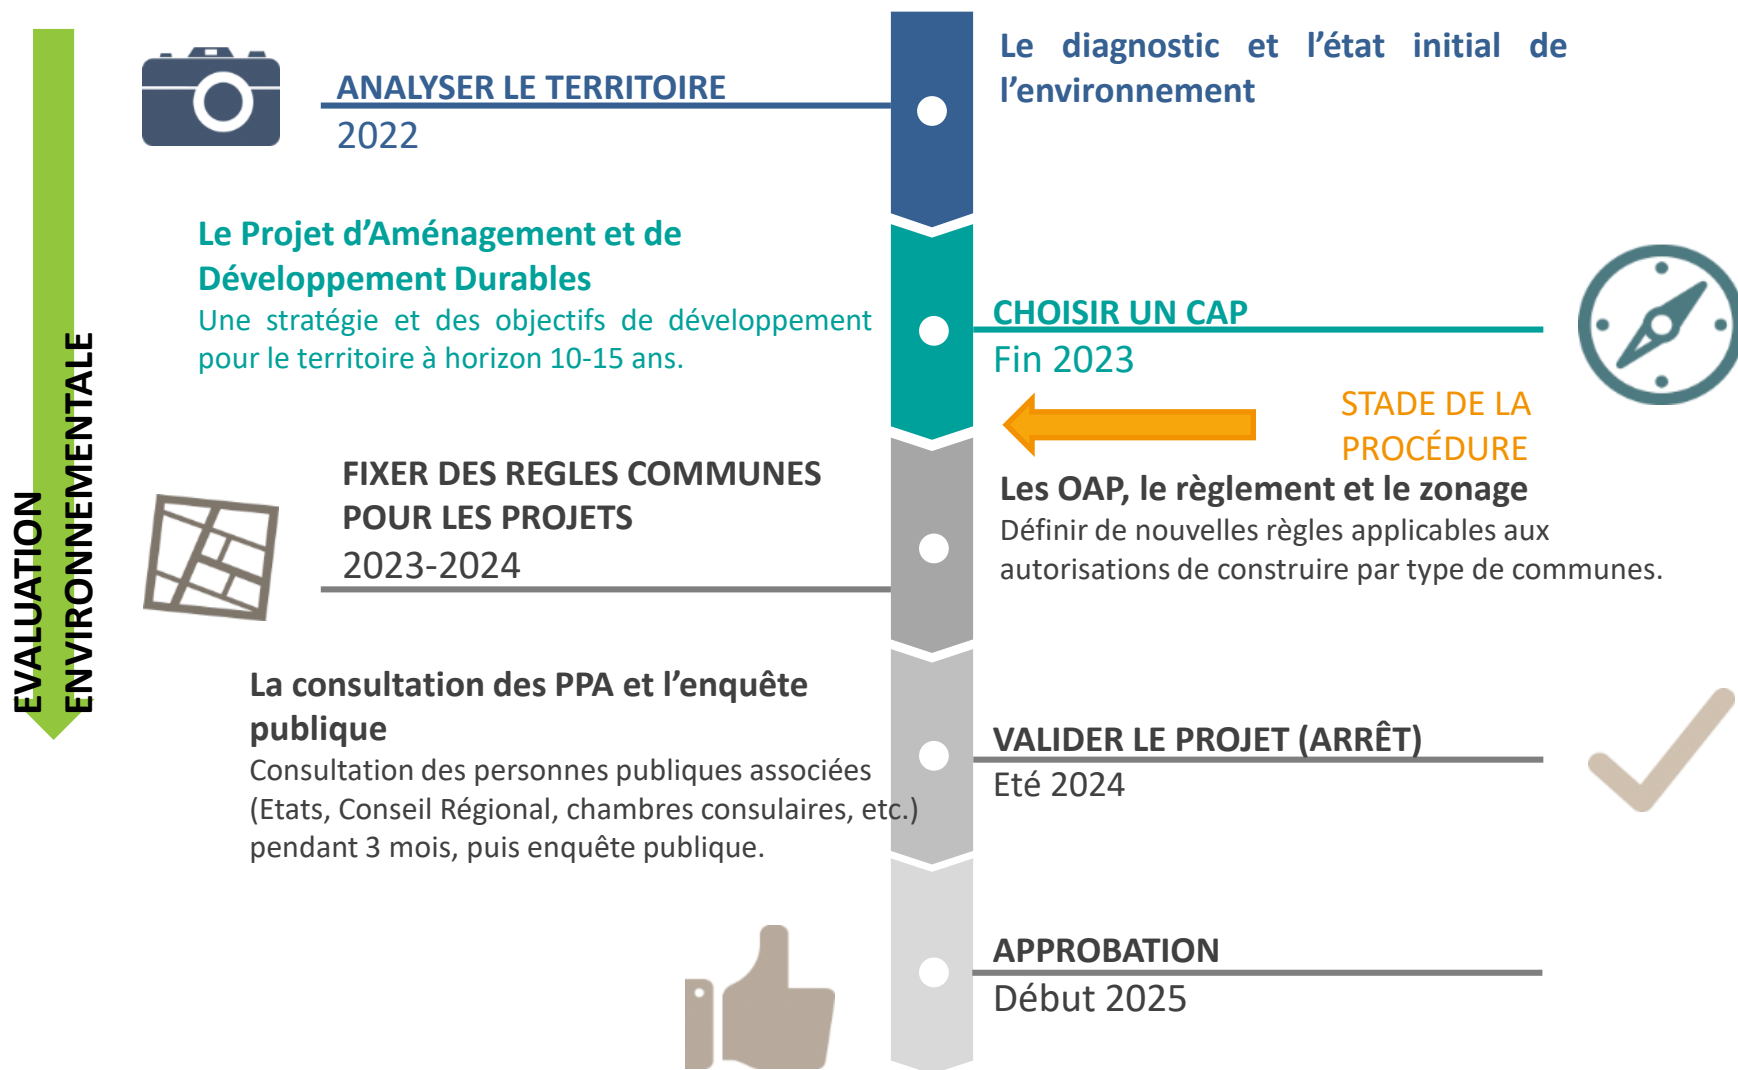 ANALYSER LE TERRITOIRE
2022
Le diagnostic et l'état initial de
l'environnement
Le Projet d'Aménagement et de
Développement Durables
Une stratégie et des objectifs de développement
pour le territoire à horizon 10-15 ans.
CHOISIR UN CAP
Fin 2023
STADE DE LA
PROCÉDURE
EVALUATION
ENVIRONNEMENTALE
FIXER DES REGLES COMMUNES
POUR LES PROJETS
2023-2024
Les OAP, le règlement et le zonage
Définir de nouvelles règles applicables aux
autorisations de construire par type de communes.
La consultation des PPA et l'enquête
publique
Consultation des personnes publiques associées
(Etats, Conseil Régional, chambres consulaires, etc.)
pendant 3 mois, puis enquête publique.
VALIDER LE PROJET (ARRÊT)
Eté 2024
APPROBATION
Début 2025